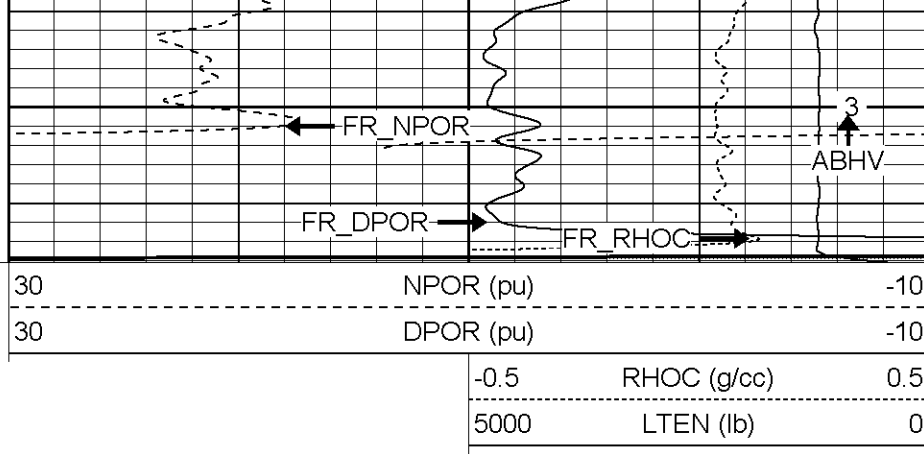 3
FR_NPOR
ABHV
FR_DPOR
FR_RHOC
30 NPOR (pu) -10
30 DPOR (pu) -10
-0.5 RHOC (g/cc) 0.5
5000 LTEN (lb) 0